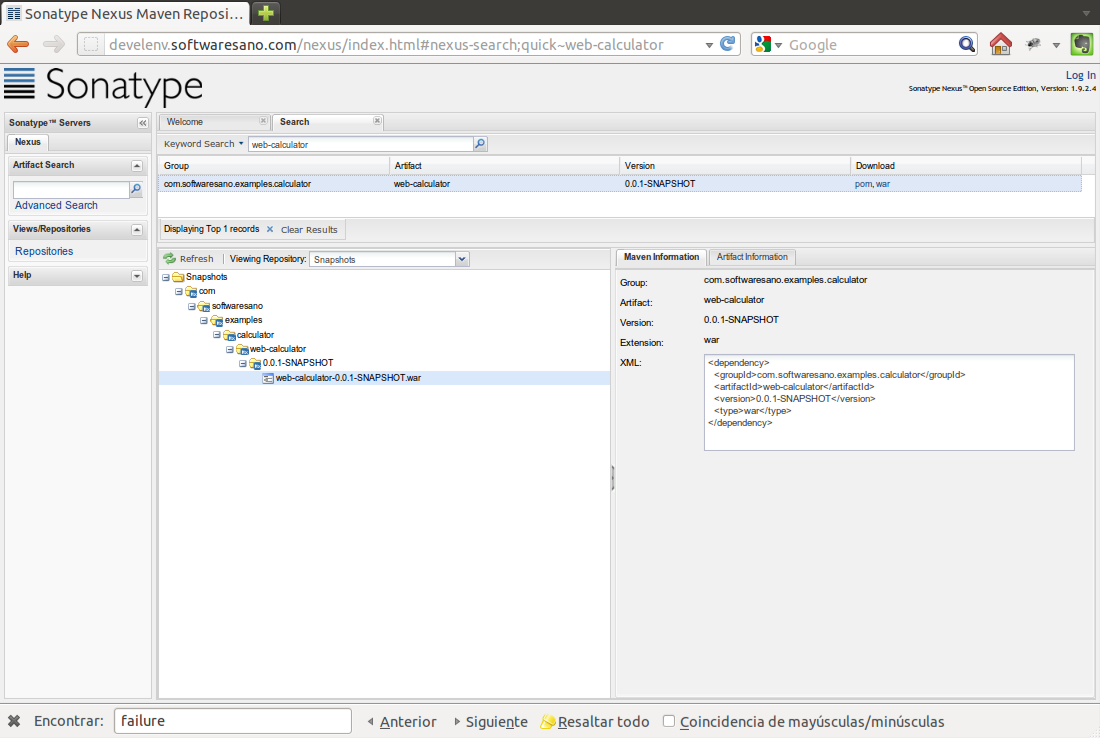 Sonatype Nexus Maven Reposi...
develenv.softwaresano.com/nexus/index.html#nexus-search;quick~web-calculator
Google
Sonatype
Log In
Sonatype Nexus™ Open Source Edition, Version: 1.9.2.4
Sonatype™ Servers
Nexus
Artifact Search
Advanced Search
Views/Repositories
Repositories
Help
Welcome
Search
Keyword Search
web-calculator
Group Artifact Version Download
com.softwaresano.examples.calculator web-calculator 0.0.1-SNAPSHOT pom, war
Displaying Top 1 records
Clear Results
Refresh
Viewing Repository:
Snapshots
Snapshots
com
softwaresano
examples
calculator
web-calculator
0.0.1-SNAPSHOT
web-calculator-0.0.1-SNAPSHOT.war
Maven Information
Artifact Information
Group: com.softwaresano.examples.calculator
Artifact: web-calculator
Version: 0.0.1-SNAPSHOT
Extension: war
XML:
<dependency>
<groupId>com.softwaresano.examples.calculator</groupId>
<artifactId>web-calculator</artifactId>
<version>0.0.1-SNAPSHOT</version>
<type>war</type>
</dependency>
Encontrar: failure Anterior Siguiente Resaltar todo Coincidencia de mayúsculas/minúsculas